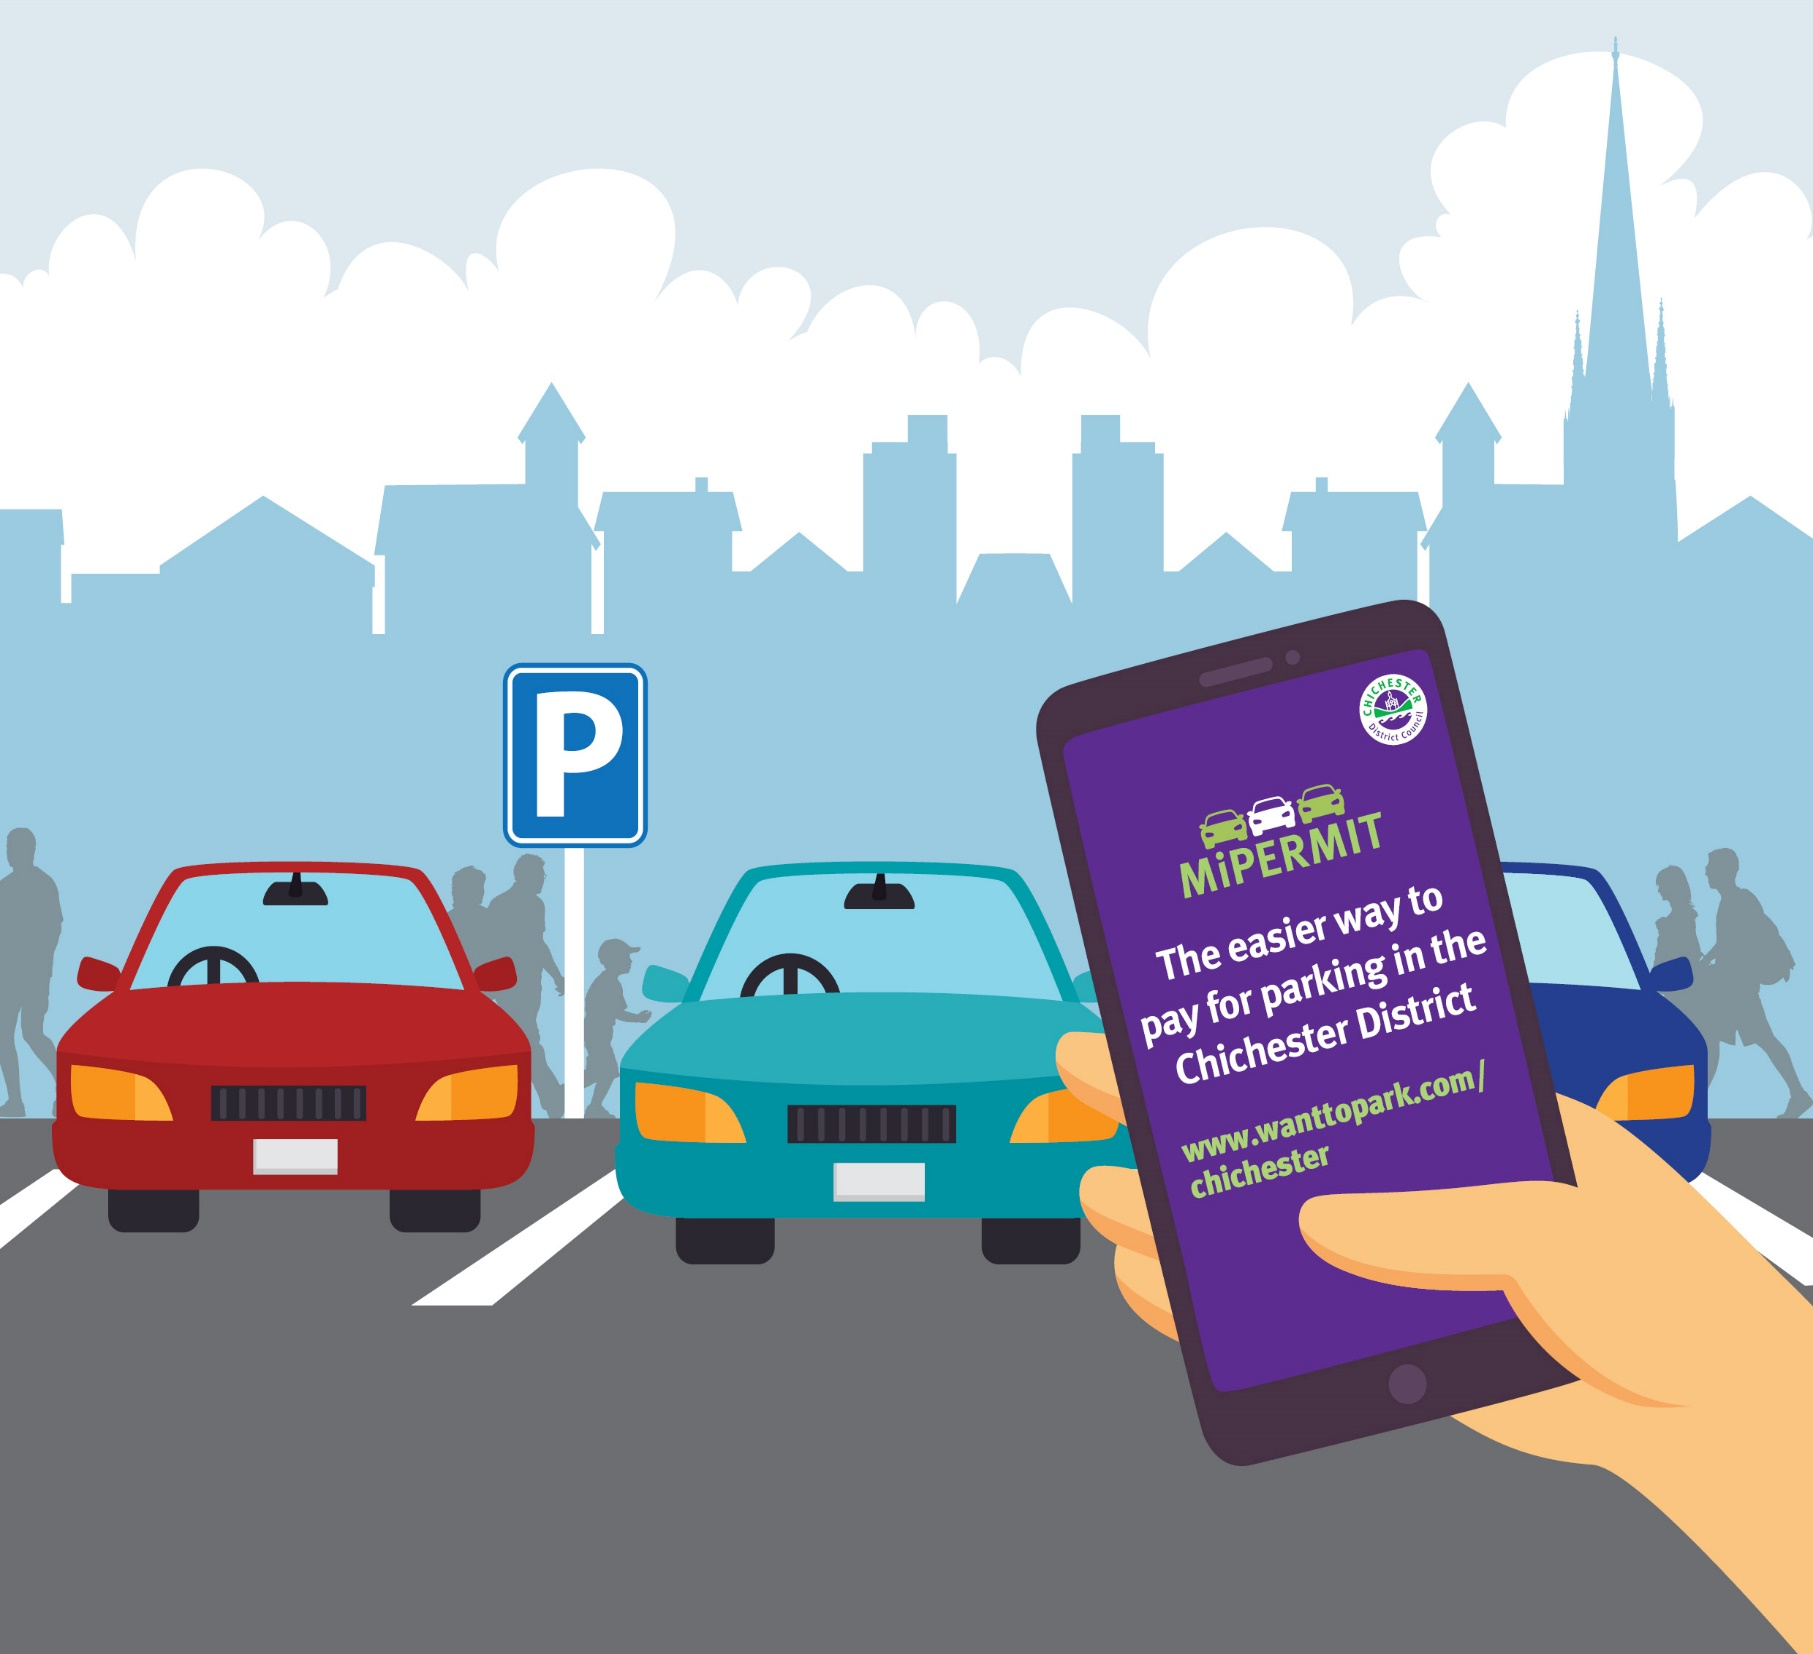 P
CHICHESTER
District Council
MiPERMIT
The easier way to
pay for parking in the
Chichester District
www.wanttopark.com/
chichester